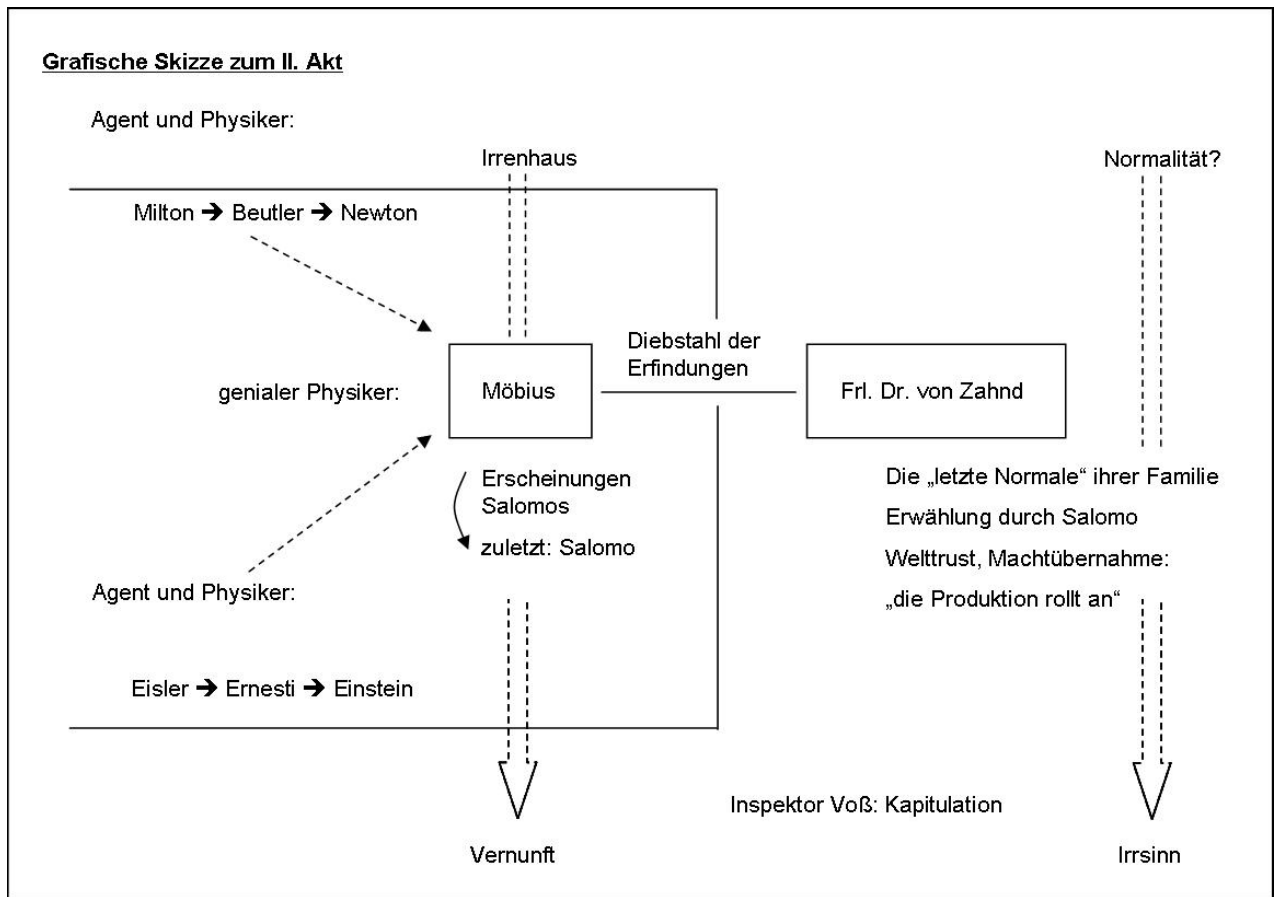 Grafische Skizze zum II. Akt
Agent und Physiker:
Irrenhaus
Normalität?
Milton ➔ Beutler ➔ Newton
Diebstahl der
Erfindungen
genialer Physiker:
Möbius
Frl. Dr. von Zahnd
Erscheinungen
Salomos
zuletzt: Salomo
Die „letzte Normale“ ihrer Familie
Erwählung durch Salomo
Welttrust, Machtübernahme:
„die Produktion rollt an“
Agent und Physiker:
Eisler ➔ Ernesti ➔ Einstein
Inspektor Voß: Kapitulation
Vernunft
Irrsinn